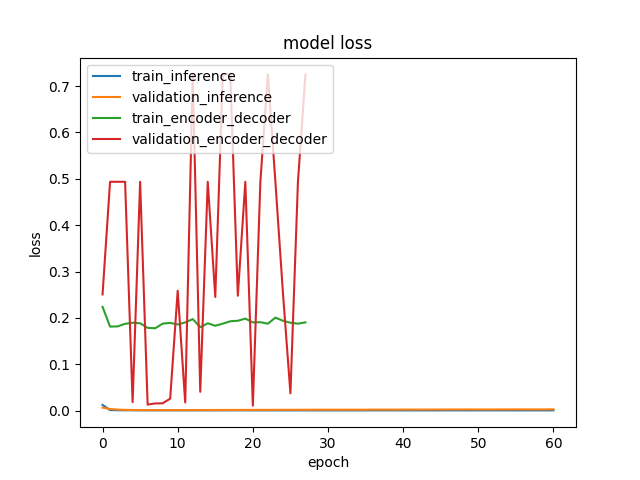 model loss
train_inference
validation_inference
train_encoder_decoder
validation_encoder_decoder
loss
0.7
0.6
0.5
0.4
0.3
0.2
0.1
0.0
0 10 20 30 40 50 60
epoch